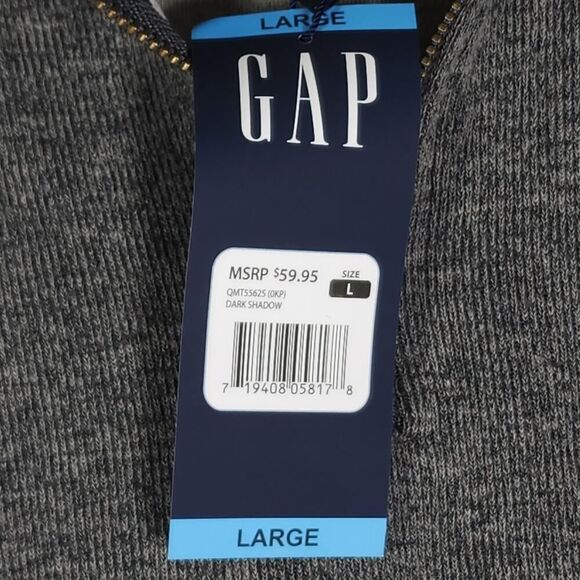 LARGE
GAP
MSRP $59.95
SIZE
L
QMT55625 (0KP)
DARK SHADOW
7 19408 05817 8
LARGE